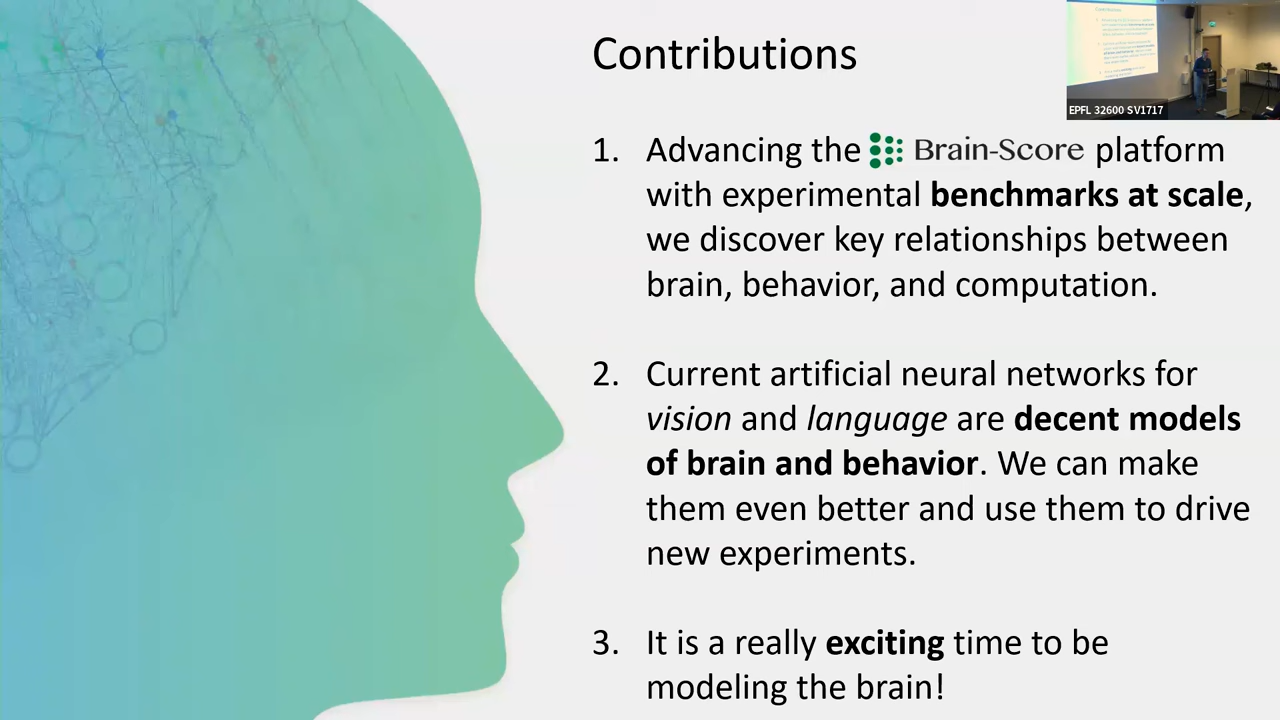 Contributions
EPFL 32600 SV1717
1. Advancing the Brain-Score platform
with experimental benchmarks at scale,
we discover key relationships between
brain, behavior, and computation.
2. Current artificial neural networks for
vision and language are decent models
of brain and behavior. We can make
them even better and use them to drive
new experiments.
3. It is a really exciting time to be
modeling the brain!